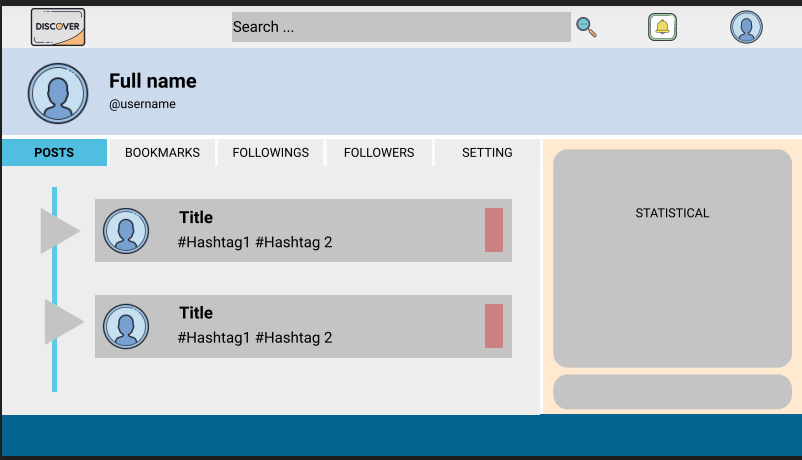 DISCOVER
Search ...
Full name
@username
POSTS
BOOKMARKS
FOLLOWINGS
FOLLOWERS
SETTING
Title
#Hashtag1 #Hashtag 2
Title
#Hashtag1 #Hashtag 2
STATISTICAL